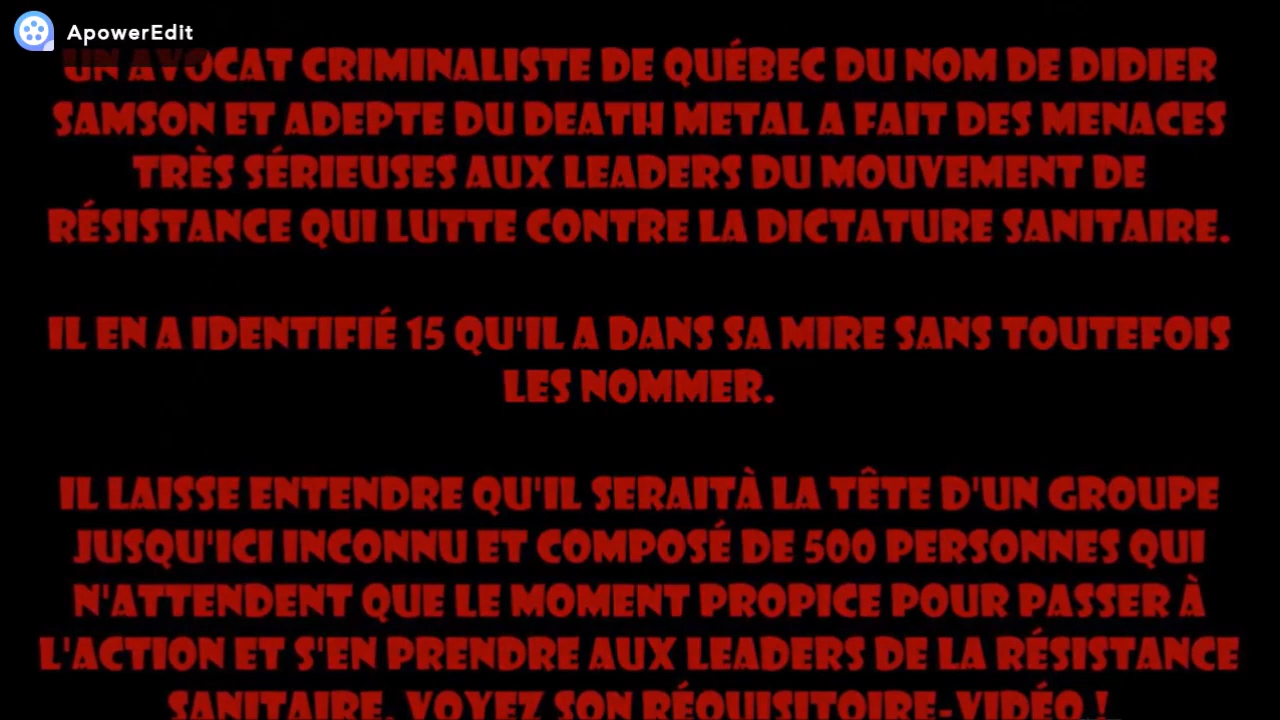 ApowerEdit
UN AVOCAT CRIMINALISTE DE QUÉBEC DU NOM DE DIDIER
SAMSON ET ADEPTE DU DEATH METAL A FAIT DES MENACES
TRÈS SÉRIEUSES AUX LEADERS DU MOUVEMENT DE
RÉSISTANCE QUI LUTTE CONTRE LA DICTATURE SANITAIRE.
IL EN A IDENTIFIÉ 15 QU'IL A DANS SA MIRE SANS TOUTEFOIS
LES NOMMER.
IL LAISSE ENTENDRE QU'IL SERAITÀ LA TÊTE D'UN GROUPE
JUSQU'ICI INCONNU ET COMPOSÉ DE 500 PERSONNES QUI
N'ATTENDENT QUE LE MOMENT PROPICE POUR PASSER À
L'ACTION ET S'EN PRENDRE AUX LEADERS DE LA RÉSISTANCE
SANITAIRE. VOYEZ SON RÉQUISITOIRE-VIDÉO !